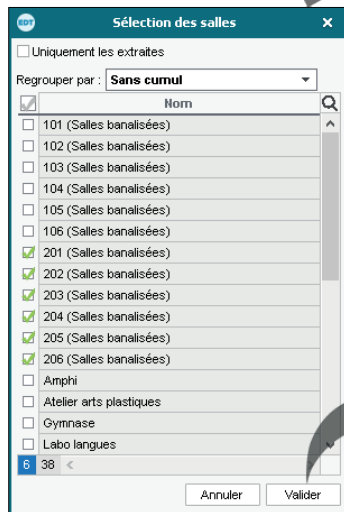 EDT Sélection des salles
Uniquement les extraites
Regrouper par : Sans cumul
Nom
101 (Salles banalisées)
102 (Salles banalisées)
103 (Salles banalisées)
104 (Salles banalisées)
105 (Salles banalisées)
106 (Salles banalisées)
201 (Salles banalisées)
202 (Salles banalisées)
203 (Salles banalisées)
204 (Salles banalisées)
205 (Salles banalisées)
206 (Salles banalisées)
Amphi
Atelier arts plastiques
Gymnase
Labo langues
6 38
Annuler Valider